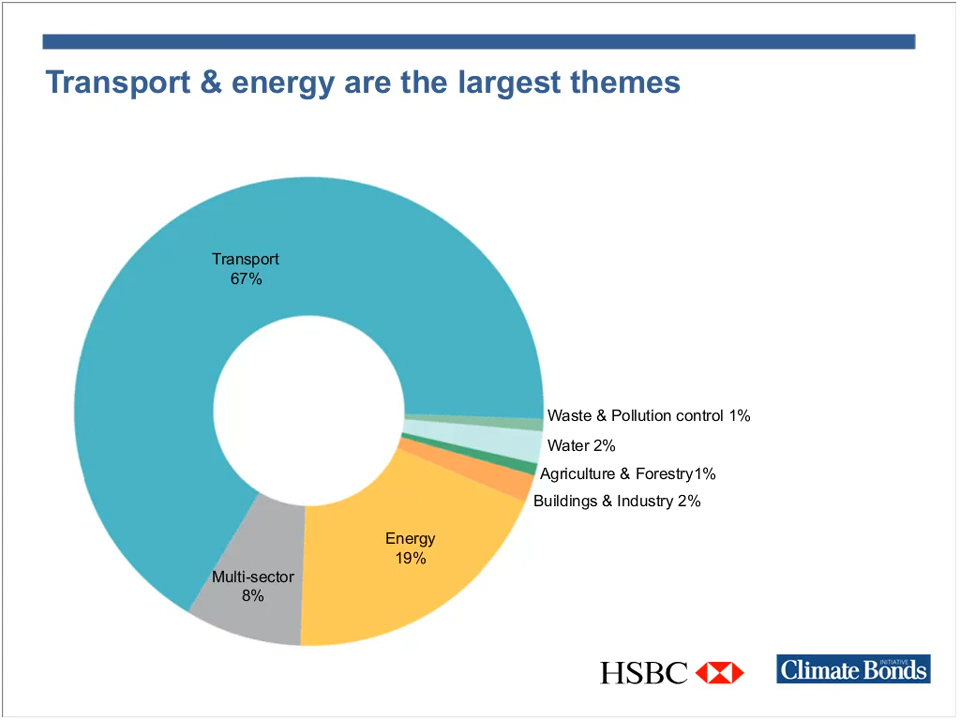 Transport & energy are the largest themes
Transport
67%
Waste & Pollution control 1%
Water 2%
Agriculture & Forestry1%
Buildings & Industry 2%
Energy
19%
Multi-sector
8%
HSBC
INITIATIVE
Climate Bonds